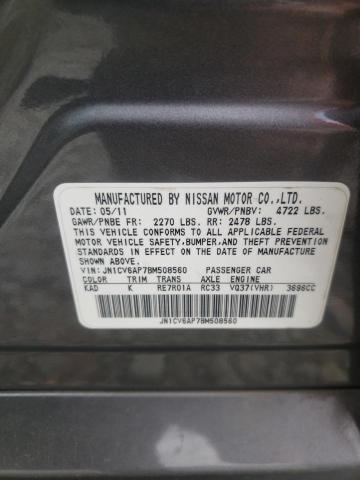 MANUFACTURED BY NISSAN MOTOR CO.,LTD.
DATE: 05/11 GVWR/PNBV: 4722 LBS.
GAWR/PNBE FR: 2270 LBS. RR: 2478 LBS.
THIS VEHICLE CONFORMS TO ALL APPLICABLE FEDERAL
MOTOR VEHICLE SAFETY, BUMPER, AND THEFT PREVENTION
STANDARDS IN EFFECT ON THE DATE OF MANUFACTURE
SHOWN ABOVE.
VIN: JN1CV6AP7BM508560 PASSENGER CAR
COLOR TRIM TRANS AXLE ENGINE
KAD K RE7R01A RC33 VQ37(VHR) 3696CC
JN1CV6AP7BM508560